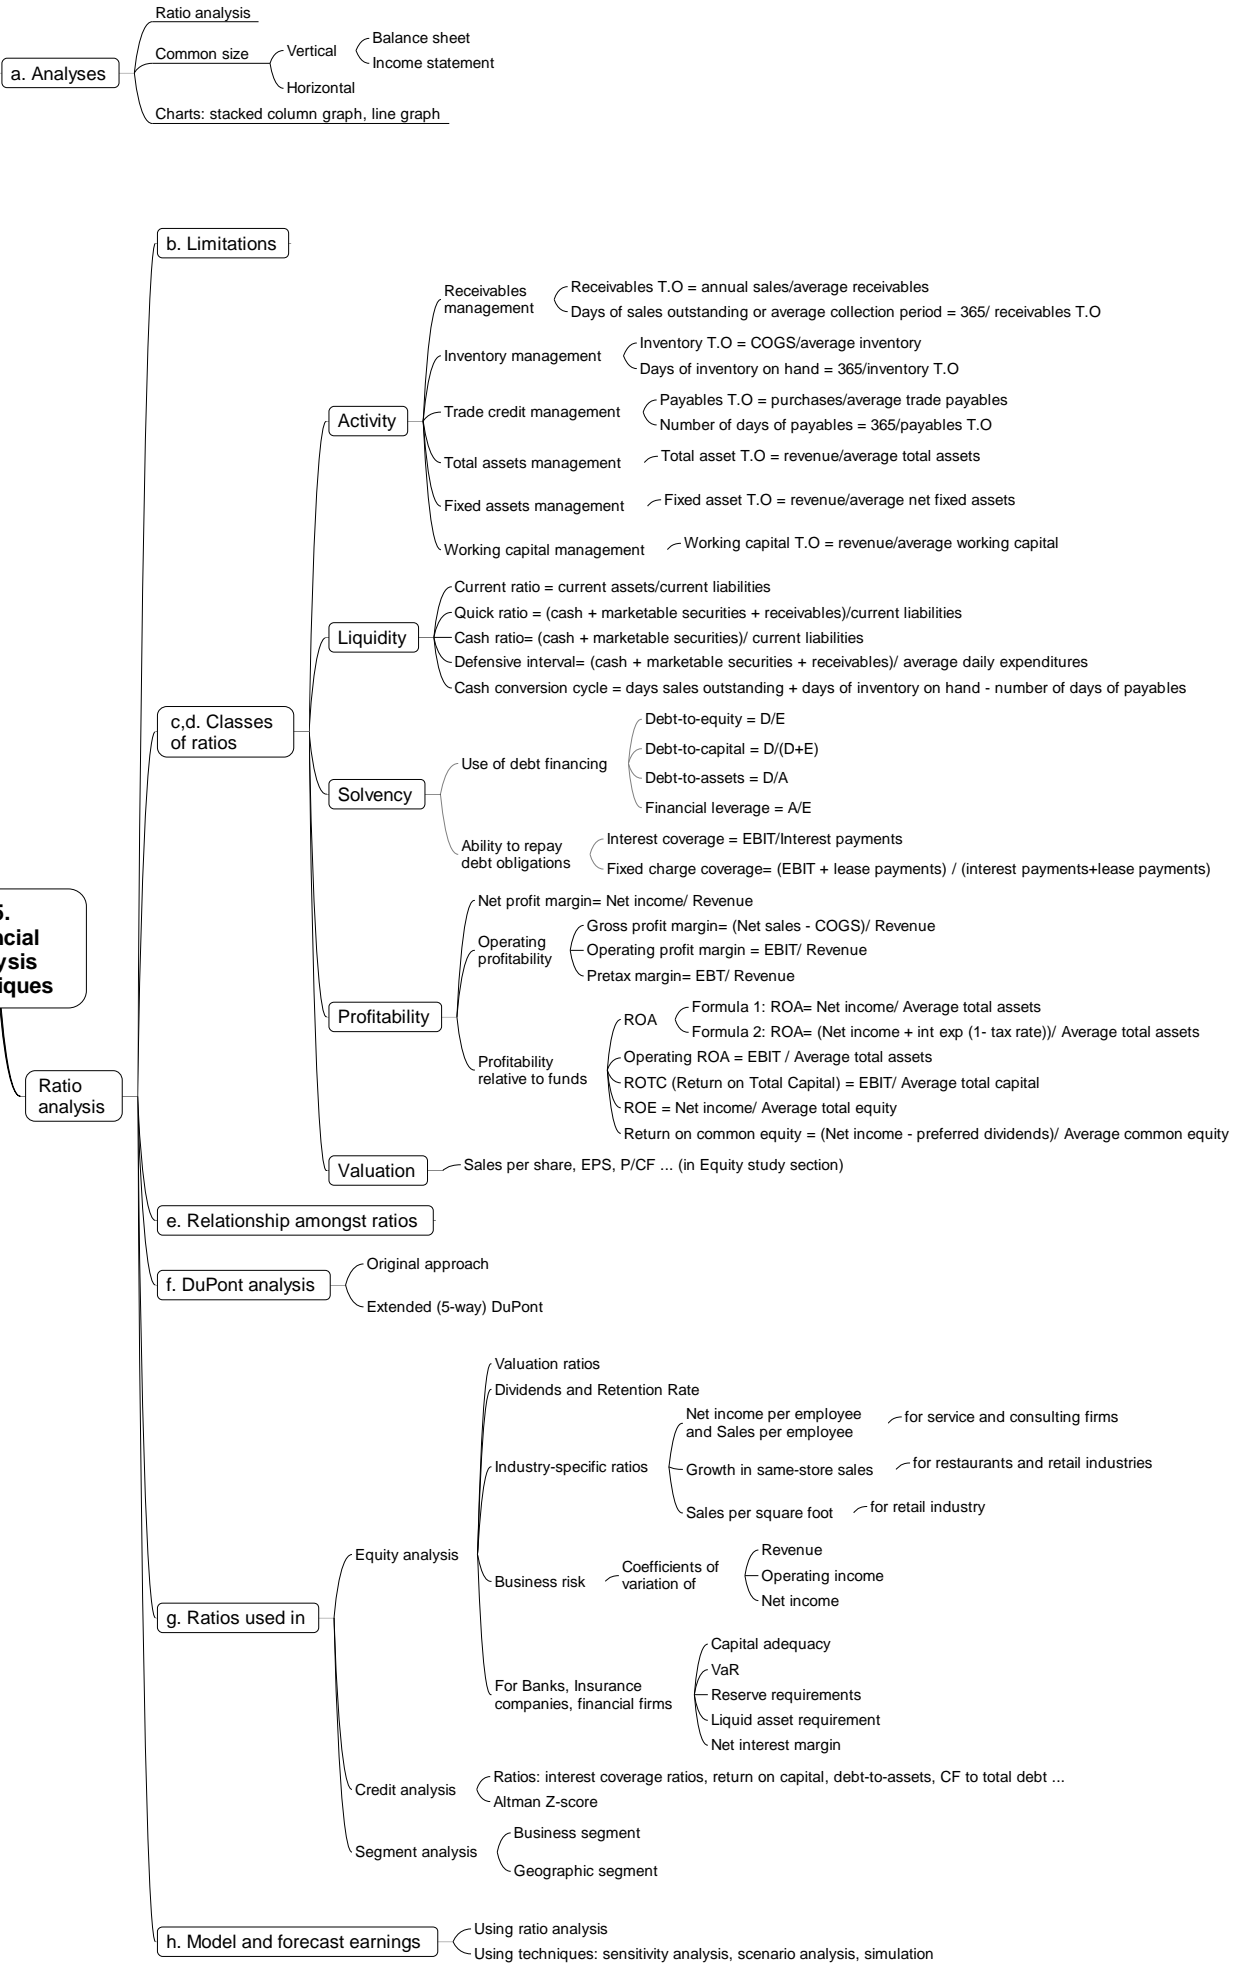 Ratio analysis
Common size
Vertical
Balance sheet
Income statement
Horizontal
a. Analyses
Charts: stacked column graph, line graph
b. Limitations
Receivables
management
Receivables T.O = annual sales/average receivables
Days of sales outstanding or average collection period = 365/ receivables T.O
Inventory management
Inventory T.O = COGS/average inventory
Days of inventory on hand = 365/inventory T.O
Activity
Trade credit management
Payables T.O = purchases/average trade payables
Number of days of payables = 365/payables T.O
Total assets management
Total asset T.O = revenue/average total assets
Fixed assets management
Fixed asset T.O = revenue/average net fixed assets
Working capital management
Working capital T.O = revenue/average working capital
Liquidity
Current ratio = current assets/current liabilities
Quick ratio = (cash + marketable securities + receivables)/current liabilities
Cash ratio= (cash + marketable securities)/ current liabilities
Defensive interval= (cash + marketable securities + receivables)/ average daily expenditures
Cash conversion cycle = days sales outstanding + days of inventory on hand - number of days of payables
c,d. Classes
of ratios
Solvency
Use of debt financing
Debt-to-equity = D/E
Debt-to-capital = D/(D+E)
Debt-to-assets = D/A
Financial leverage = A/E
Ability to repay
debt obligations
Interest coverage = EBIT/Interest payments
Fixed charge coverage= (EBIT + lease payments) / (interest payments+lease payments)
5.
ncial
ysis
iques
Profitability
Net profit margin= Net income/ Revenue
Operating
profitability
Gross profit margin= (Net sales - COGS)/ Revenue
Operating profit margin = EBIT/ Revenue
Pretax margin= EBT/ Revenue
Profitability
relative to funds
ROA
Formula 1: ROA= Net income/ Average total assets
Formula 2: ROA= (Net income + int exp (1- tax rate))/ Average total assets
Operating ROA = EBIT / Average total assets
ROTC (Return on Total Capital) = EBIT/ Average total capital
ROE = Net income/ Average total equity
Return on common equity = (Net income - preferred dividends)/ Average common equity
Ratio
analysis
Valuation
Sales per share, EPS, P/CF ... (in Equity study section)
e. Relationship amongst ratios
f. DuPont analysis
Original approach
Extended (5-way) DuPont
g. Ratios used in
Equity analysis
Valuation ratios
Dividends and Retention Rate
Industry-specific ratios
Net income per employee
and Sales per employee
for service and consulting firms
Growth in same-store sales
for restaurants and retail industries
Sales per square foot
for retail industry
Business risk
Coefficients of
variation of
Revenue
Operating income
Net income
For Banks, Insurance
companies, financial firms
Capital adequacy
VaR
Reserve requirements
Liquid asset requirement
Net interest margin
Credit analysis
Ratios: interest coverage ratios, return on capital, debt-to-assets, CF to total debt ...
Altman Z-score
Segment analysis
Business segment
Geographic segment
h. Model and forecast earnings
Using ratio analysis
Using techniques: sensitivity analysis, scenario analysis, simulation